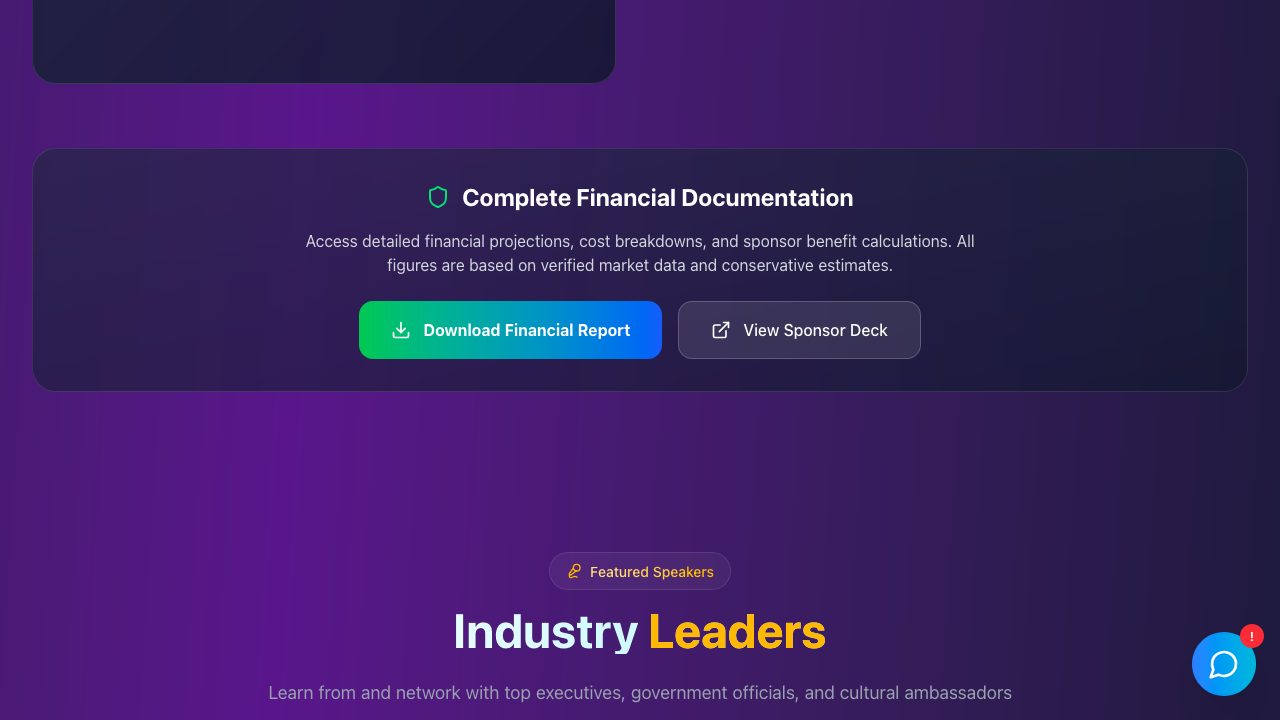 Complete Financial Documentation
Access detailed financial projections, cost breakdowns, and sponsor benefit calculations. All
figures are based on verified market data and conservative estimates.
Download Financial Report
View Sponsor Deck
Featured Speakers
Industry Leaders
!
Learn from and network with top executives, government officials, and cultural ambassadors